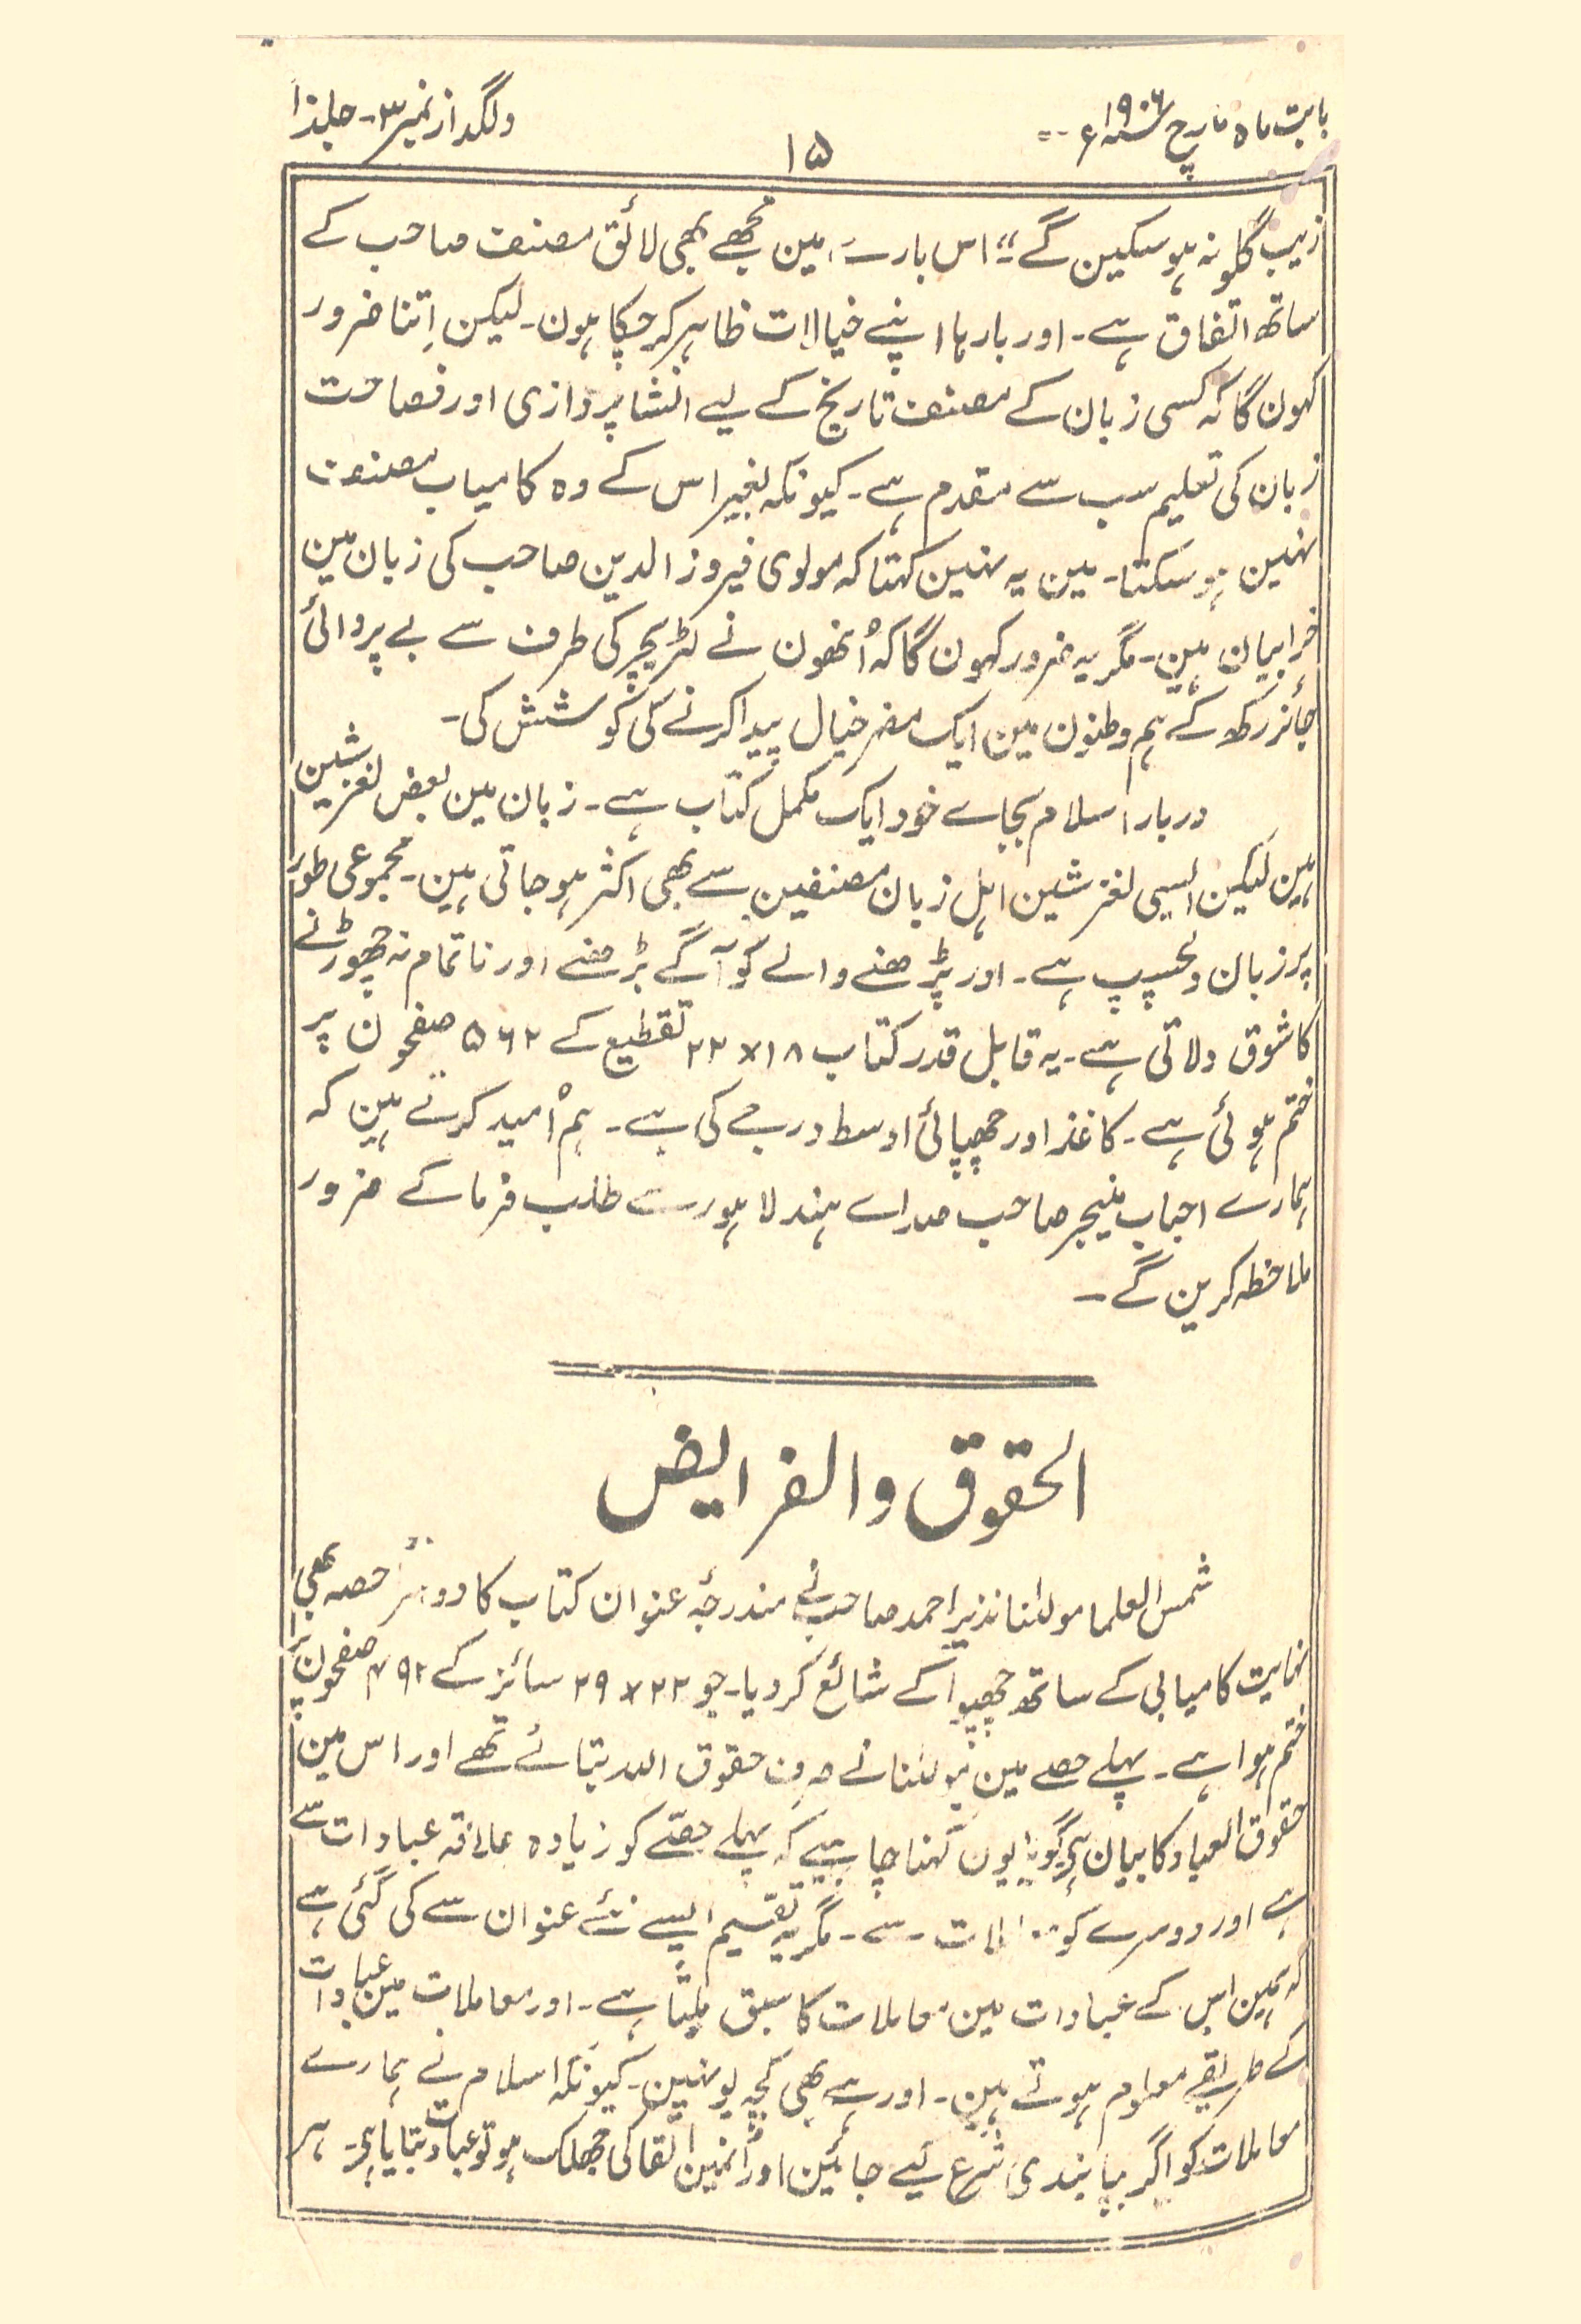 بابت ماہ مارچ سنہ ۱۹۰۶ء
۱۵
دلگداز نمبر ۳ - جلد ۱۰
زیب گلو نہ ہو سکین گے" اس بارے مین مجھے بھی لائق مصنف صاحب کے
ساتھ اتفاق ہے۔ اور بارہا اپنے خیالات ظاہر کر چکا ہون۔ لیکن اِتنا ضرور
کہون گا کہ کسی زبان کے مصنف تاریخ کے لیے انشا پردازی اور فصاحت
زبان کی تعلیم سب سے مقدم ہے۔ کیونکہ بغیر اس کے وہ کامیاب مصنف
نہین ہو سکتا۔ مین یہ نہین کہتا کہ مولوی فیروز الدین صاحب کی زبان مین
خرابیان ہین۔ مگر یہ ضرور کہون گا کہ اُنھون نے لٹریچر کی طرف سے بے پروائی
جائز رکھ کے ہم وطنون مین ایک مضر خیال پیدا کرنے کی کوشش کی۔
دربار اسلام بجاے خود ایک مکمل کتاب ہے۔ زبان مین بعض لغزشین
ہین لیکن ایسی لغزشین اہل زبان مصنفین سے بھی اکثر ہو جاتی ہین۔ مجموعی طور
پر زبان دلچسپ ہے۔ اور پڑھنے والے کو آگے بڑھنے اور ناتمام نہ چھوڑنے
کا شوق دلاتی ہے۔ یہ قابل قدر کتاب ۱۸×۲۲ تقطیع کے ۵۶۲ صفحون پر
ختم ہوئی ہے۔ کاغذ اور چھپائی اوسط درجے کی ہے۔ ہم اُمید کرتے ہین کہ
ہمارے احباب منیجر صاحب صداے ہند لاہور سے طلب فرما کے ضرور
ملاحظہ کرین گے۔
الحقوق والفرایض
شمس العلما مولٰنا نذیر احمد صاحب نے مندرجۂ عنوان کتاب کا دوسرا حصہ بھی
نہایت کامیابی کے ساتھ چھپوا کے شائع کر دیا۔ جو ۲۲×۲۹ سائز کے ۴۹۲ صفحون پر
ختم ہوا ہے۔ پہلے حصے مین مولٰنا نے صرف حقوق اللہ بتائے تھے اور اس مین
حقوق العباد کا بیان ہے گویا یون کہنا چاہیے کہ پہلے حصّے کو زیادہ علاقہ عبادات سے
ہے اور دوسرے کو معاملات سے۔ مگر یہ تقسیم ایسے نئے عنوان سے کی گئی ہے
کہ ہمین اس کے عبادات مین معاملات کا سبق ملتا ہے۔ اور معاملات مین عبادات
کے طریقے معلوم ہوتے ہین۔ اور ہے بھی کچھ یونہین۔ کیونکہ اسلام نے ہمارے
معاملات کو اگر بپابندی شرع کیے جائین اور اُنمین اتقا کی جھلک ہو تو عبادت بتایا ہے۔ ہر